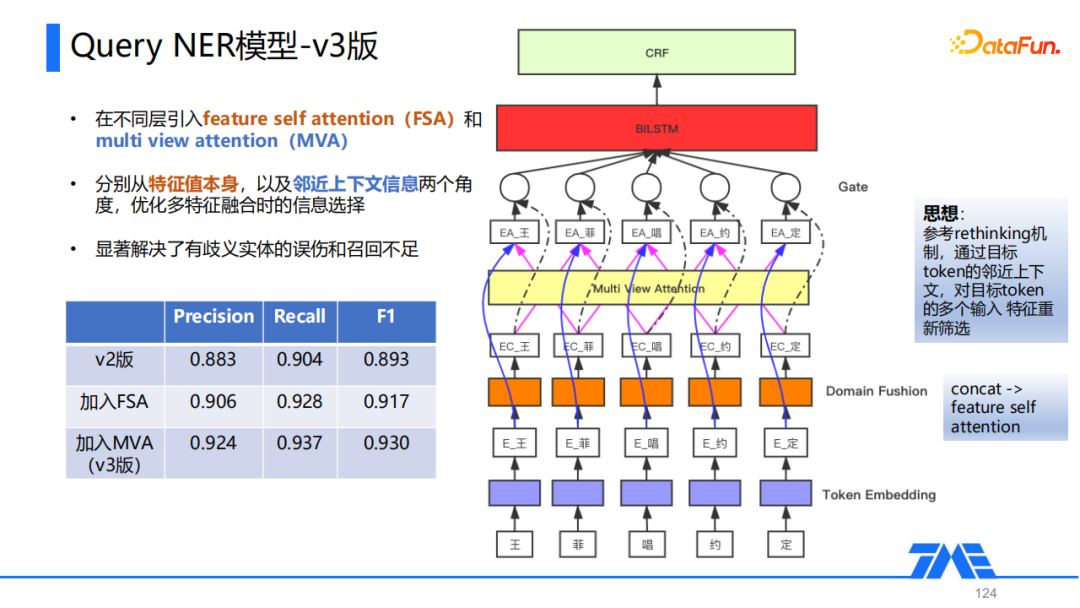 Query NER模型-v3版
DataFun.
• 在不同层引入feature self attention（FSA）和
multi view attention（MVA）
• 分别从特征值本身，以及邻近上下文信息两个角
度，优化多特征融合时的信息选择
• 显著解决了有歧义实体的误伤和召回不足
Precision Recall F1
v2版 0.883 0.904 0.893
加入FSA 0.906 0.928 0.917
加入MVA 0.924 0.937 0.930
(v3版)
CRF
BILSTM
Gate
EA_王 EA_菲 EA_唱 EA_约 EA_定
Multi View Attention
EC_王 EC_菲 EC_唱 EC_约 EC_定
Domain Fushion
E_王 E_菲 E_唱 E_约 E_定
Token Embedding
王 菲 唱 约 定
思想：
参考rethinking机
制，通过目标
token的邻近上下
文，对目标token
的多个输入 特征重
新筛选
concat ->
feature self
attention
TME
124